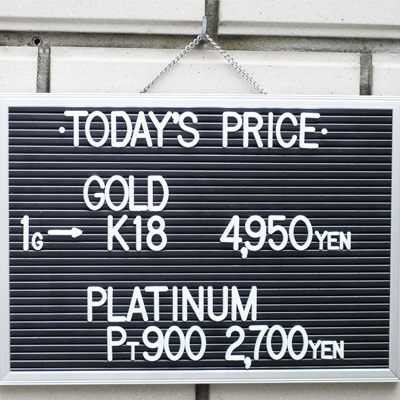 ·TODAY'S PRICE·
GOLD
1G→ K18 4,950YEN
PLATINUM
PT900 2,700YEN